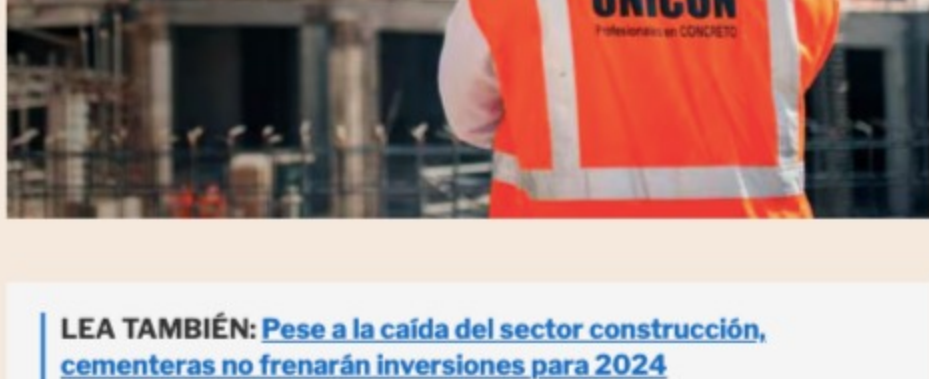 UNICON
Profesionales en CONCRETO
LEA TAMBIÉN: Pese a la caída del sector construcción,
cementeras no frenarán inversiones para 2024